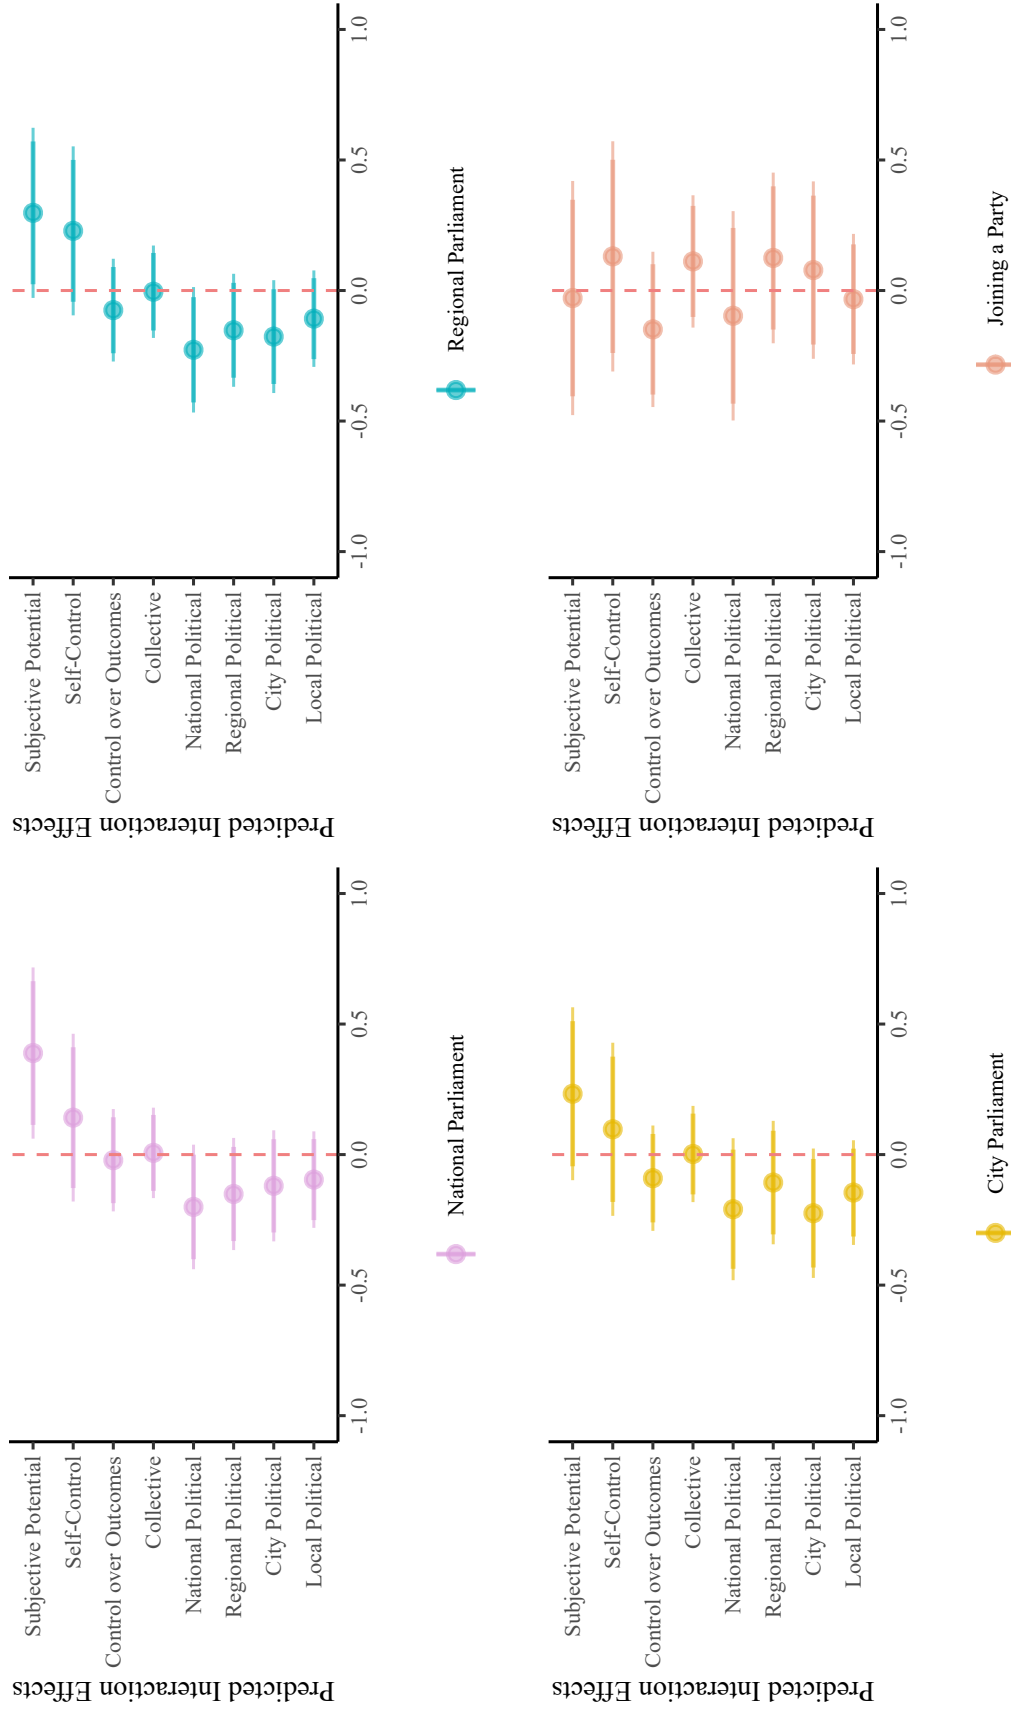 Predicted Interaction Effects
Subjective Potential
Self-Control
Control over Outcomes
Collective
National Political
Regional Political
City Political
Local Political
-1.0 -0.5 0.0 0.5 1.0
National Parliament
Predicted Interaction Effects
Subjective Potential
Self-Control
Control over Outcomes
Collective
National Political
Regional Political
City Political
Local Political
-1.0 -0.5 0.0 0.5 1.0
Regional Parliament
Predicted Interaction Effects
Subjective Potential
Self-Control
Control over Outcomes
Collective
National Political
Regional Political
City Political
Local Political
-1.0 -0.5 0.0 0.5 1.0
City Parliament
Predicted Interaction Effects
Subjective Potential
Self-Control
Control over Outcomes
Collective
National Political
Regional Political
City Political
Local Political
-1.0 -0.5 0.0 0.5 1.0
Joining a Party